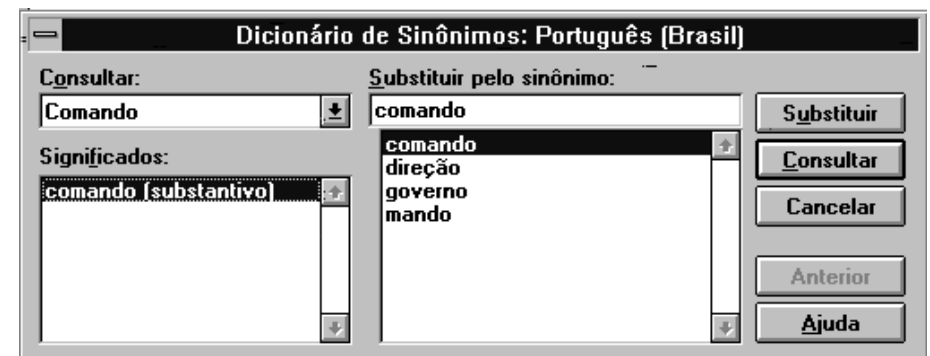 Dicionário de Sinônimos: Português (Brasil)
Consultar:
Comando
Significados:
comando (substantivo)
Substituir pelo sinônimo:
comando
comando
direção
governo
mando
Substituir
Consultar
Cancelar
Anterior
Ajuda